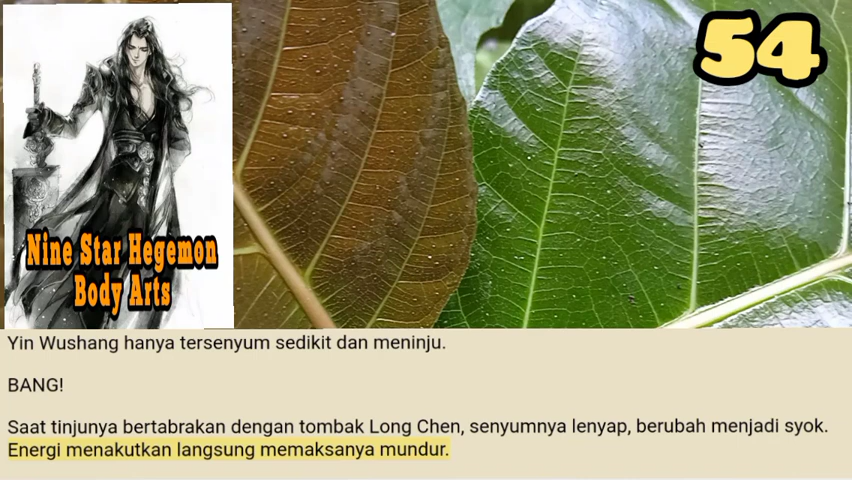 54
Nine Star Hegemon
Body Arts
Yin Wushang hanya tersenyum sedikit dan meninju.
BANG!
Saat tinjunya bertabrakan dengan tombak Long Chen, senyumnya lenyap, berubah menjadi syok.
Energi menakutkan langsung memaksanya mundur.